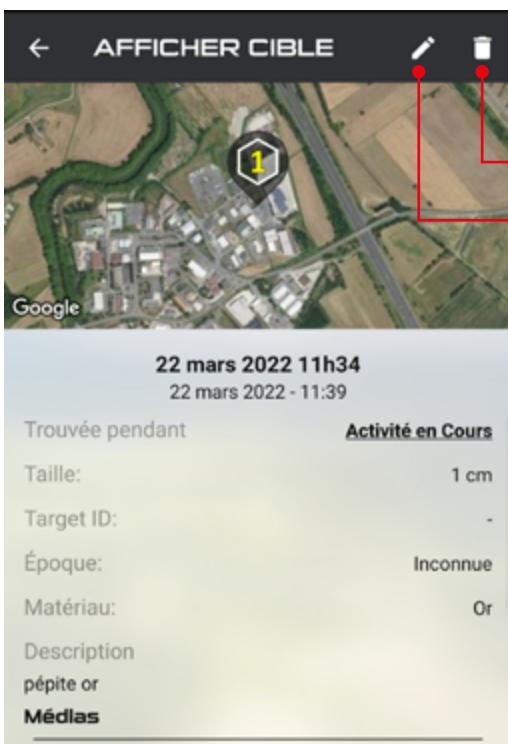 AFFICHER CIBLE
1
Google
22 mars 2022 11h34
22 mars 2022 - 11:39
Trouvée pendant Activité en Cours
Taille: 1 cm
Target ID: -
Époque: Inconnue
Matériau: Or
Description
pépite or
Médias